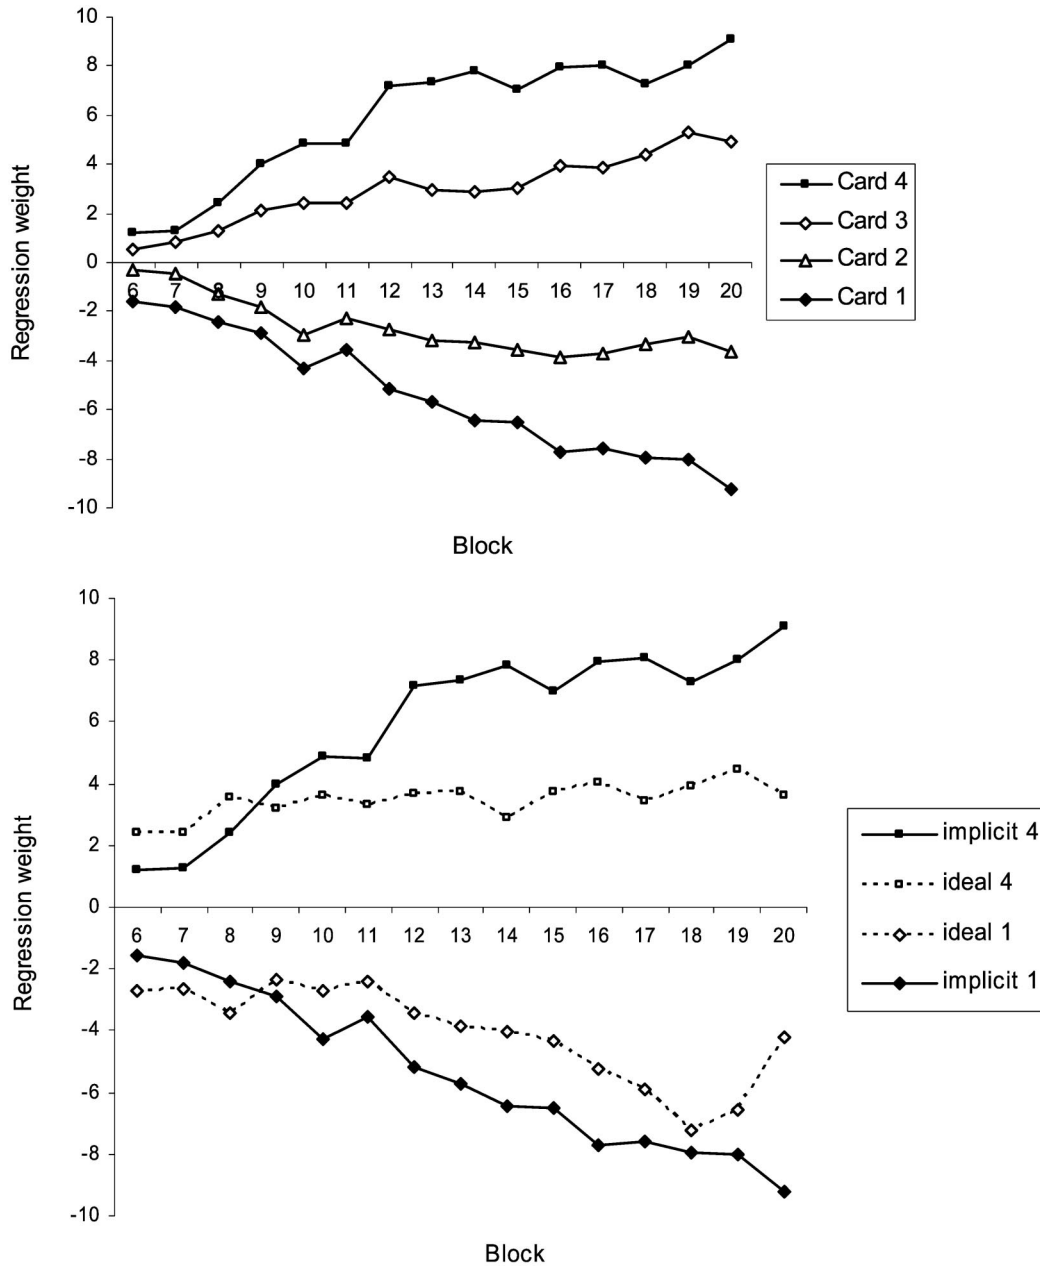 10
8
6
4
2
0
-2
-4
-6
-8
-10
Regression weight
6 7 8 9 10 11 12 13 14 15 16 17 18 19 20
Block
Card 4
Card 3
Card 2
Card 1
10
8
6
4
2
0
-2
-4
-6
-8
-10
Regression weight
6 7 8 9 10 11 12 13 14 15 16 17 18 19 20
Block
implicit 4
ideal 4
ideal 1
implicit 1